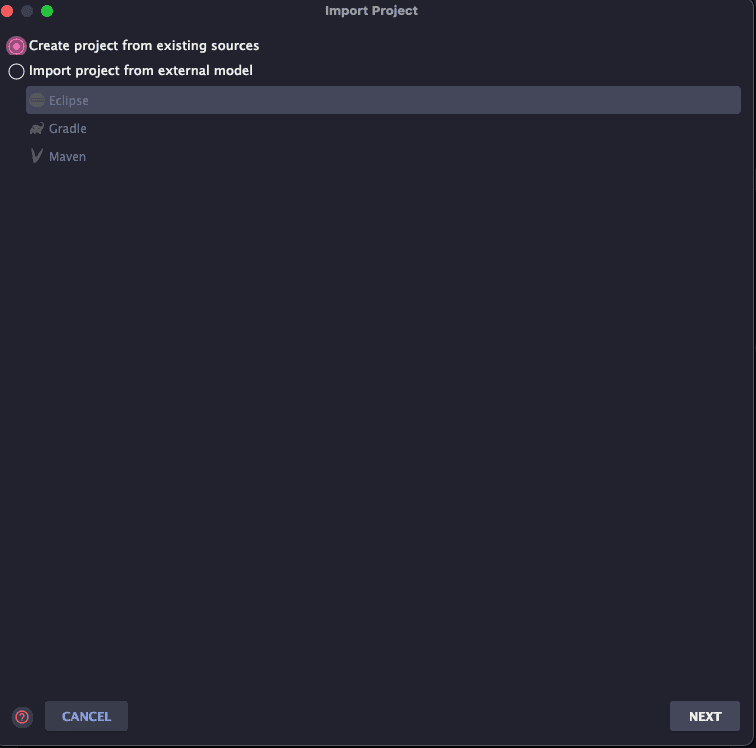 Import Project
Create project from existing sources
Import project from external model
Eclipse
Gradle
Maven
?
CANCEL
NEXT